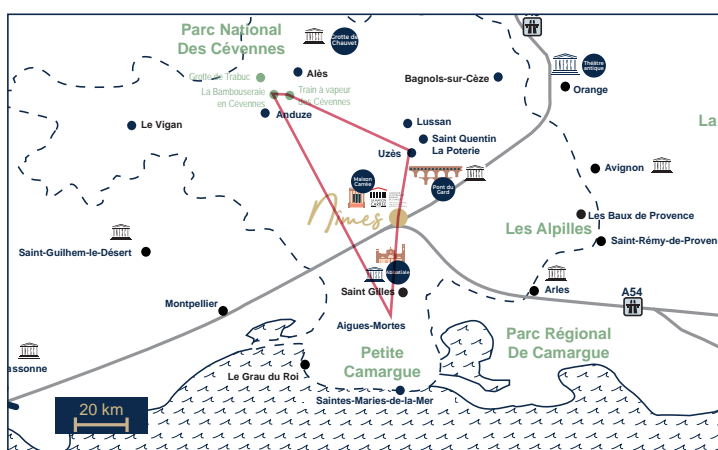 Parc National
Des Cévennes
Grotte de
Chauvet
Théâtre
antique
Grotte de Trabuc
Alès
Bagnols-sur-Cèze
Orange
La Bambouseraie
en Cévennes
Train à vapeur
des Cévennes
Anduze
La
Le Vigan
Lussan
Saint Quentin
La Poterie
Uzès
Avignon
Maison
Carrée
Pont du
Gard
Nîmes
Les Baux de Provence
Les Alpilles
Saint-Rémy-de-Proven
Saint-Guilhem-le-Désert
Abbatiale
Saint Gilles
Arles
A54
Montpellier
Aigues-Mortes
Parc Régional
De Camargue
Petite
Camargue
assonne
Le Grau du Roi
Saintes-Maries-de-la-Mer
20 km